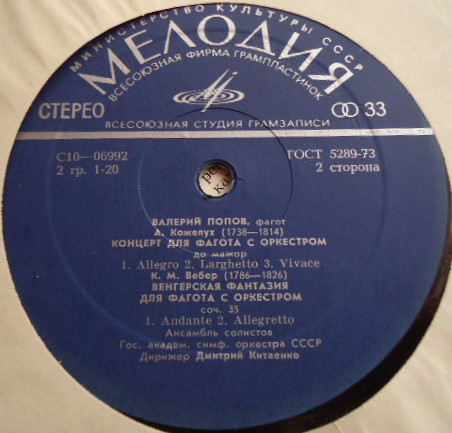 МИНИСТЕРСТВО КУЛЬТУРЫ СССР
МЕЛОДИЯ
ВСЕСОЮЗНАЯ ФИРМА ГРАМПЛАСТИНОК
СТЕРЕО
33
ВСЕСОЮЗНАЯ СТУДИЯ ГРАМЗАПИСИ
С10—06992 ГОСТ 5289-73
2 гр. 1-20 2 сторона
ВАЛЕРИЙ ПОПОВ, фагот
А. Кожелух (1738—1814)
КОНЦЕРТ ДЛЯ ФАГОТА С ОРКЕСТРОМ
до мажор
1. Allegro 2. Larghetto 3. Vivace
К. М. Вебер (1786—1826)
ВЕНГЕРСКАЯ ФАНТАЗИЯ
ДЛЯ ФАГОТА С ОРКЕСТРОМ
соч. 35
1. Andante 2. Allegretto
Ансамбль солистов
Гос. академ. симф. оркестра СССР
Дирижер Дмитрий Китаенко